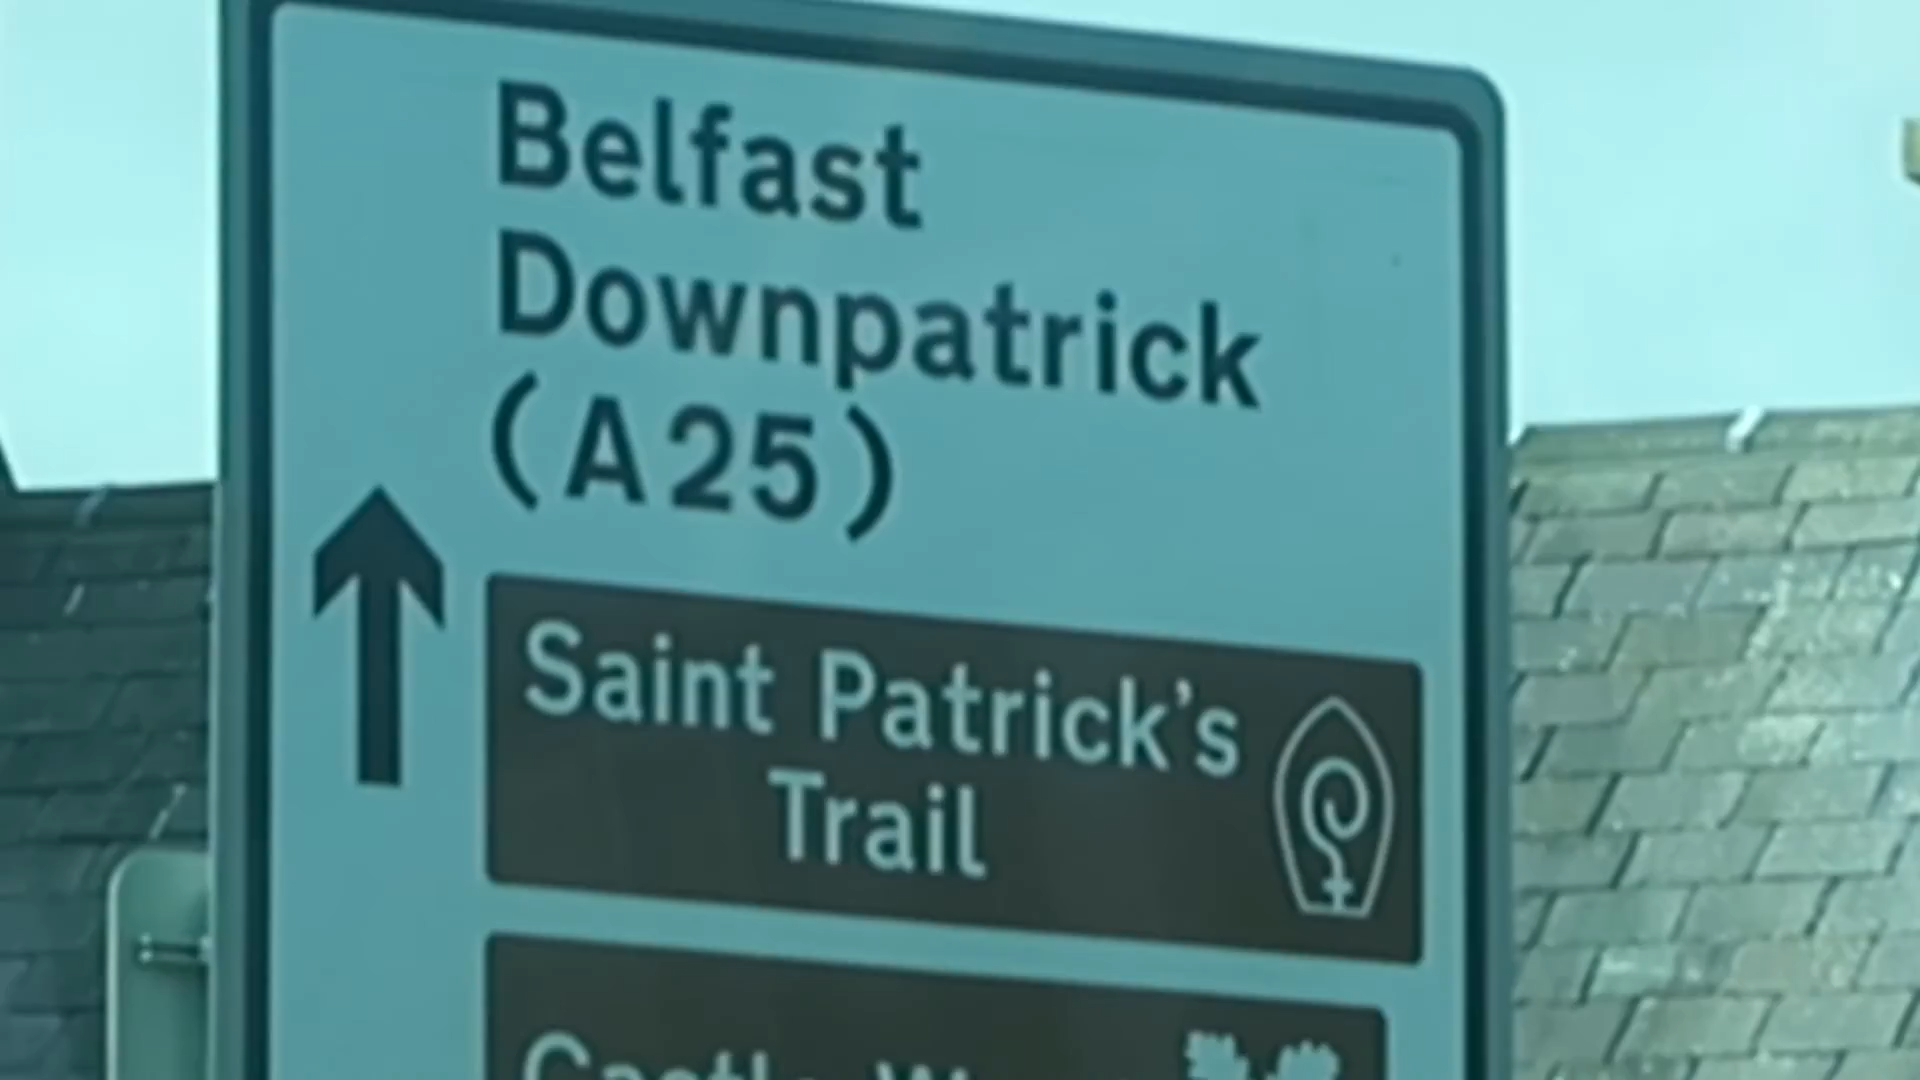 Belfast
Downpatrick
(A25)
Saint Patrick's
Trail